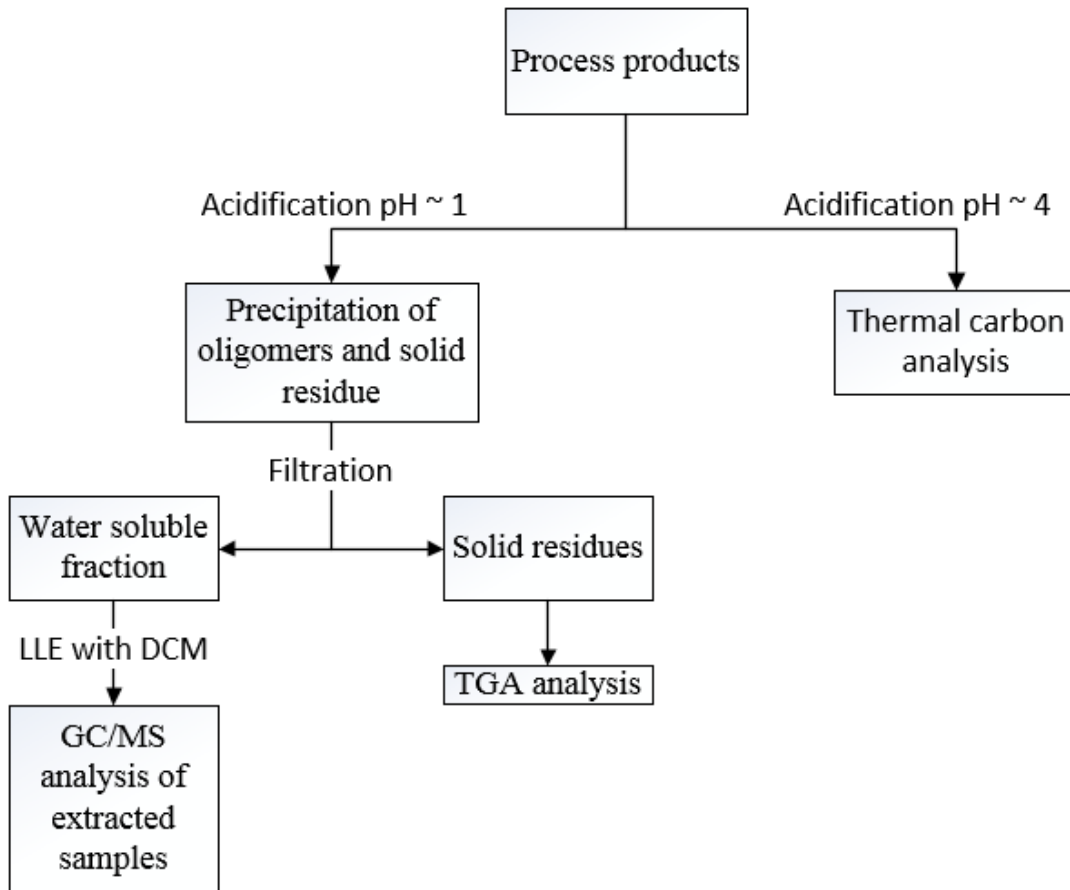 Process products
Acidification pH ~ 1
Acidification pH ~ 4
Precipitation of
oligomers and solid
residue
Thermal carbon
analysis
Filtration
Water soluble
fraction
Solid residues
LLE with DCM
TGA analysis
GC/MS
analysis of
extracted
samples